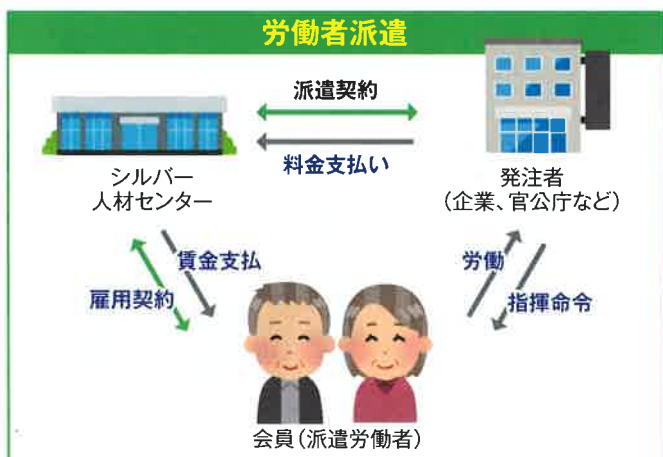 労働者派遣
派遣契約
料金支払い
シルバー
人材センター
発注者
(企業、官公庁など)
賃金支払
雇用契約
労働
指揮命令
会員(派遣労働者)